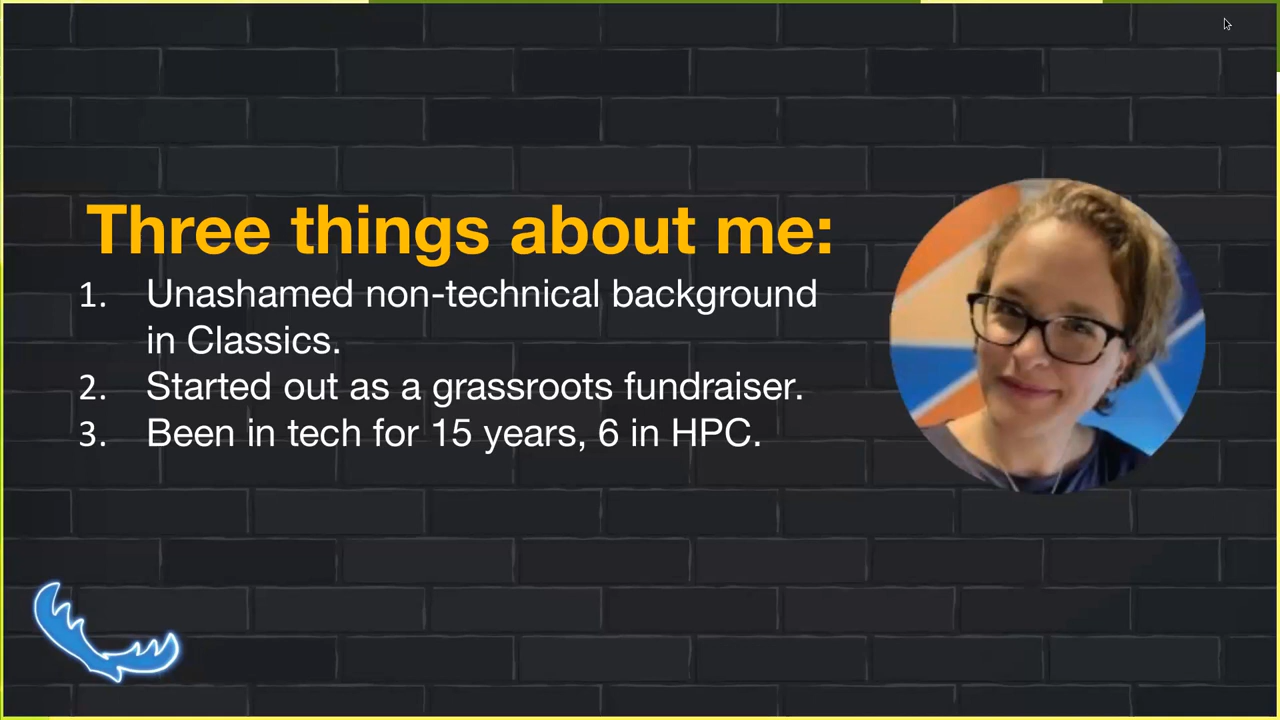 Three things about me:
1. Unashamed non-technical background
in Classics.
2. Started out as a grassroots fundraiser.
3. Been in tech for 15 years, 6 in HPC.